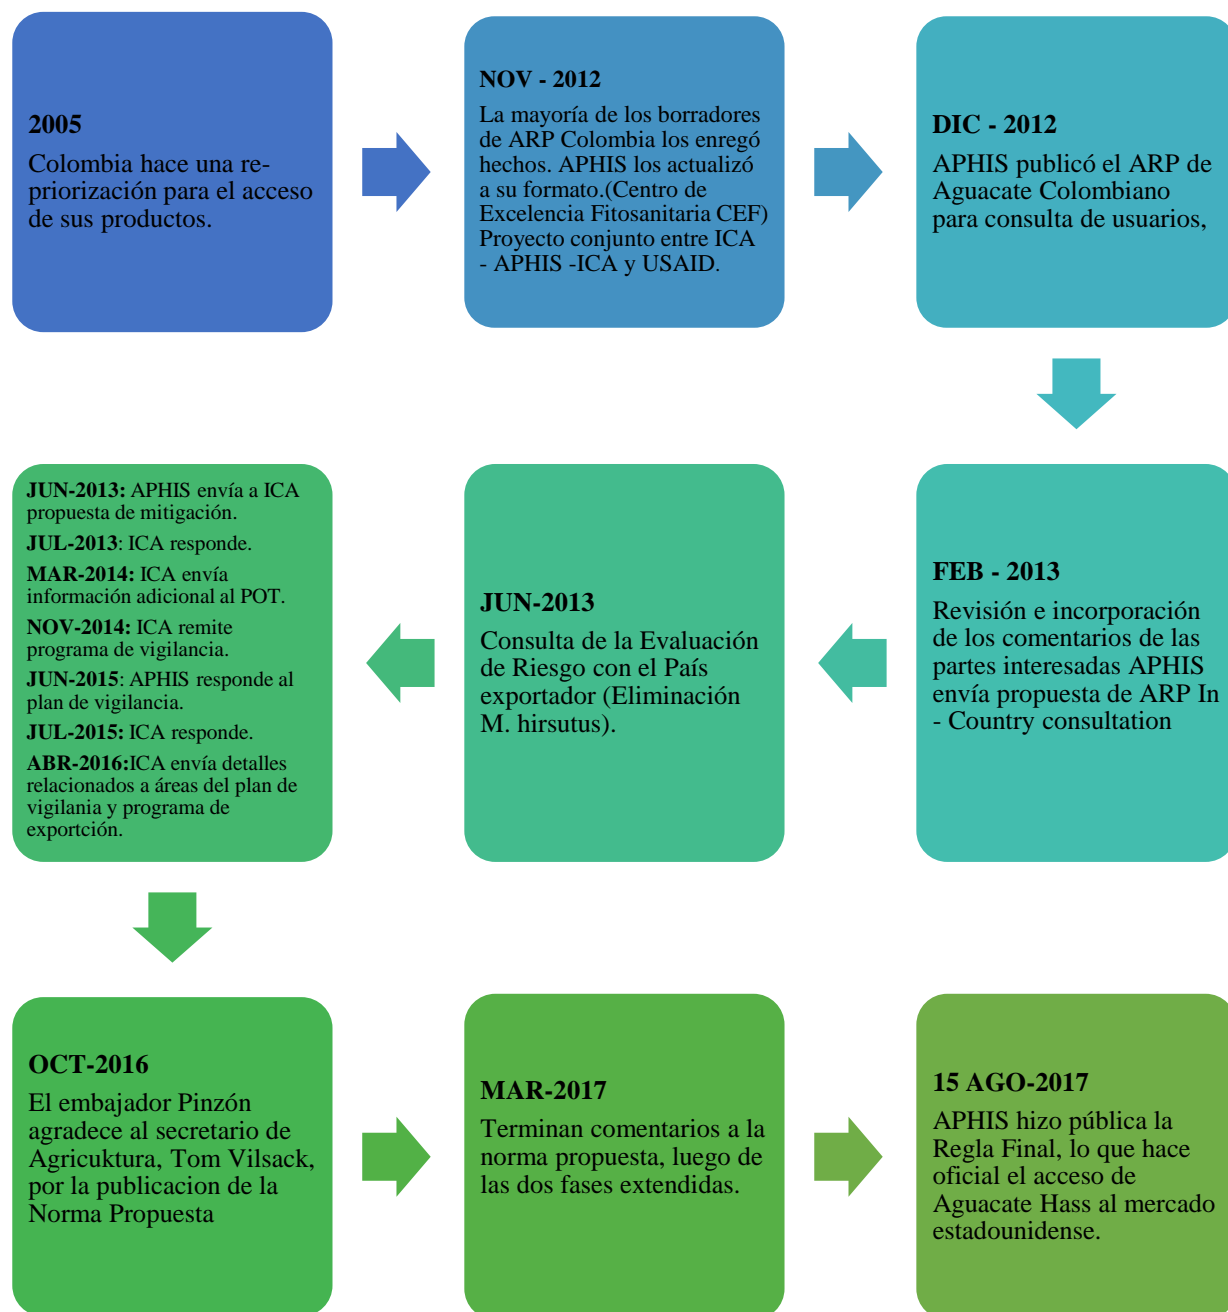 2005
Colombia hace una re-
priorización para el acceso
de sus productos.
NOV - 2012
La mayoría de los borradores
de ARP Colombia los enregó
hechos. APHIS los actualizó
a su formato.(Centro de
Excelencia Fitosanitaria CEF)
Proyecto conjunto entre ICA
- APHIS -ICA y USAID.
DIC - 2012
APHIS publicó el ARP de
Aguacate Colombiano
para consulta de usuarios,
FEB - 2013
Revisión e incorporación
de los comentarios de las
partes interesadas APHIS
envía propuesta de ARP In
- Country consultation
JUN-2013
Consulta de la Evaluación
de Riesgo con el País
exportador (Eliminación
M. hirsutus).
JUN-2013: APHIS envía a ICA
propuesta de mitigación.
JUL-2013: ICA responde.
MAR-2014: ICA envía
información adicional al POT.
NOV-2014: ICA remite
programa de vigilancia.
JUN-2015: APHIS responde al
plan de vigilancia.
JUL-2015: ICA responde.
ABR-2016:ICA envía detalles
relacionados a áreas del plan de
vigilania y programa de
exportción.
OCT-2016
El embajador Pinzón
agradece al secretario de
Agricuktura, Tom Vilsack,
por la publicacion de la
Norma Propuesta
MAR-2017
Terminan comentarios a la
norma propuesta, luego de
las dos fases extendidas.
15 AGO-2017
APHIS hizo pública la
Regla Final, lo que hace
oficial el acceso de
Aguacate Hass al mercado
estadounidense.